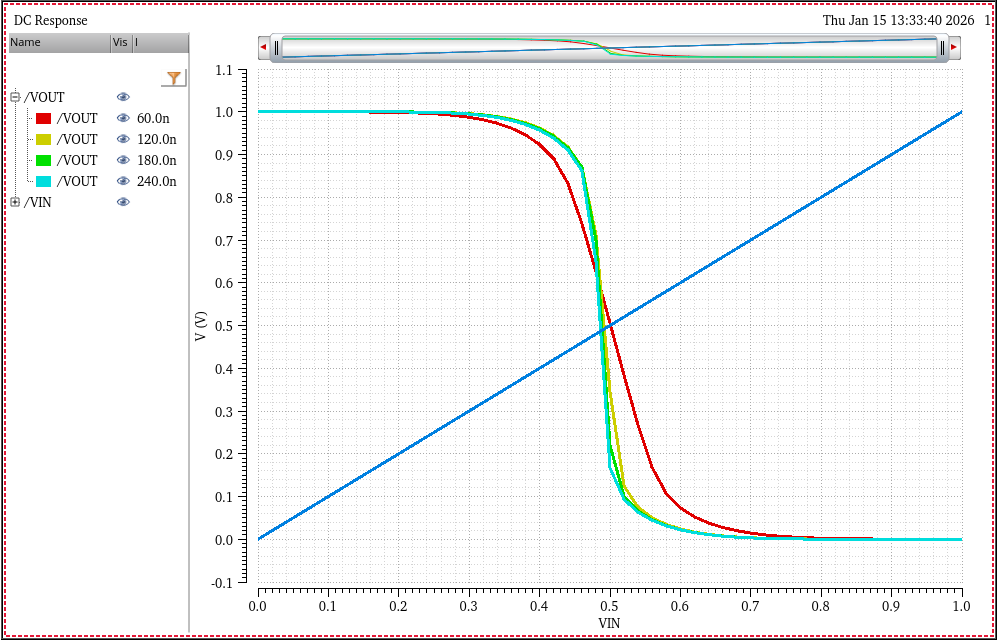 DC Response
Thu Jan 15 13:33:40 2026 1
Name Vis l
/VOUT
/VOUT 60.0n
/VOUT 120.0n
/VOUT 180.0n
/VOUT 240.0n
/VIN
V (V)
1.1
1.0
0.9
0.8
0.7
0.6
0.5
0.4
0.3
0.2
0.1
0.0
-0.1
0.0 0.1 0.2 0.3 0.4 0.5 0.6 0.7 0.8 0.9 1.0
VIN